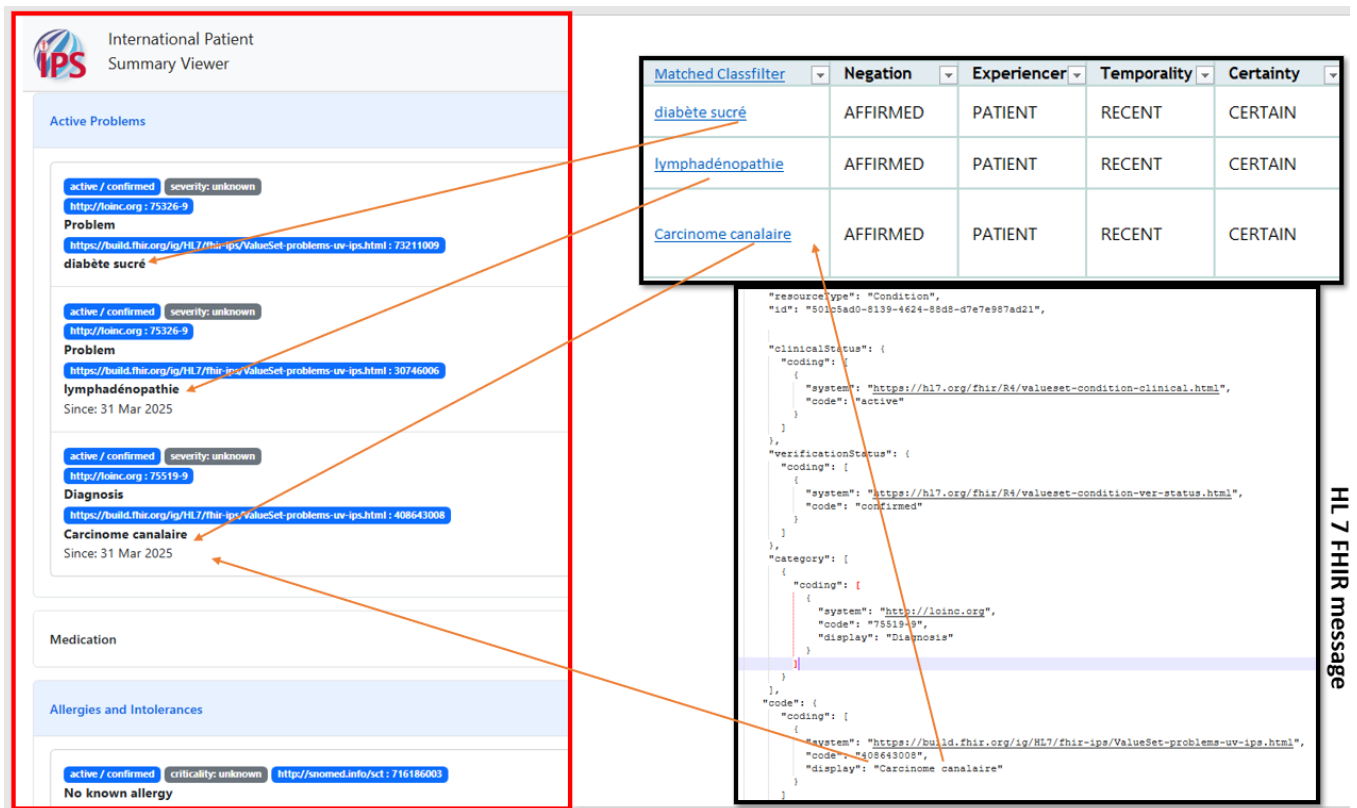 iPS
International Patient
Summary Viewer
Active Problems
active / confirmed severity: unknown
http://loinc.org : 75326-9
Problem
https://build.fhir.org/ig/HL7/fhir-ips/ValueSet-problems-uv-ips.html : 73211009
diabète sucré
active / confirmed severity: unknown
http://loinc.org : 75326-9
Problem
https://build.fhir.org/ig/HL7/fhir-ips/ValueSet-problems-uv-ips.html : 30746006
lymphadénopathie
Since: 31 Mar 2025
active / confirmed severity: unknown
http://loinc.org : 75519-9
Diagnosis
https://build.fhir.org/ig/HL7/fhir-ips/ValueSet-problems-uv-ips.html : 408643008
Carcinome canalaire
Since: 31 Mar 2025
Medication
Allergies and Intolerances
active / confirmed criticality: unknown http://snomed.info/sct : 716186003
No known allergy
Matched Classfilter Negation Experiencer Temporality Certainty
diabète sucré AFFIRMED PATIENT RECENT CERTAIN
lymphadénopathie AFFIRMED PATIENT RECENT CERTAIN
Carcinome canalaire AFFIRMED PATIENT RECENT CERTAIN
"resourceType": "Condition",
"id": "501c5ad0-8139-4624-88d8-d7e7e987ad21",
"clinicalStatus": {
"coding": [
{
"system": "https://hl7.org/fhir/R4/valueset-condition-clinical.html",
"code": "active"
}
]
},
"verificationStatus": {
"coding": [
{
"system": "https://hl7.org/fhir/R4/valueset-condition-ver-status.html",
"code": "confirmed"
}
]
},
"category": [
{
"coding": [
{
"system": "http://loinc.org",
"code": "75519-9",
"display": "Diagnosis"
}
]
}
],
"code": {
"coding": [
{
"system": "https://build.fhir.org/ig/HL7/fhir-ips/ValueSet-problems-uv-ips.html",
"code": "408643008",
"display": "Carcinome canalaire"
}
]
HL 7 FHIR message